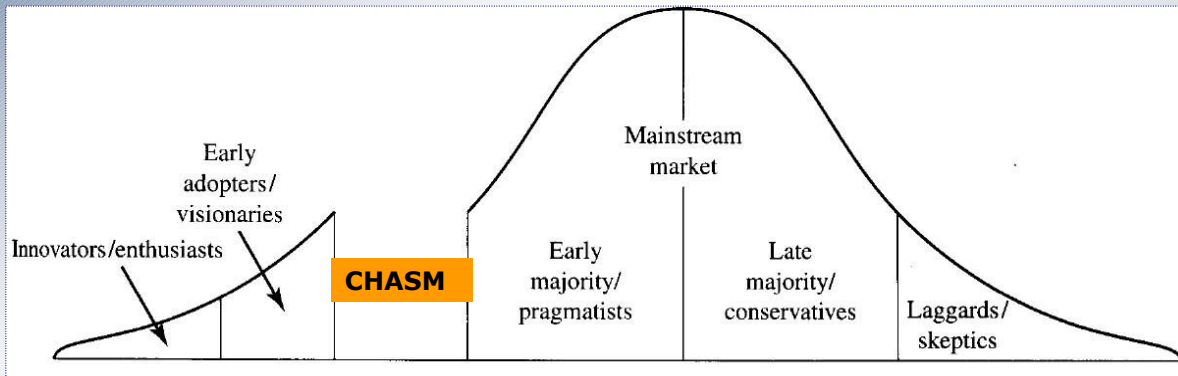 Early
adopters/
visionaries
Innovators/enthusiasts
CHASM
Mainstream
market
Early
majority/
pragmatists
Late
majority/
conservatives
Laggards/
skeptics